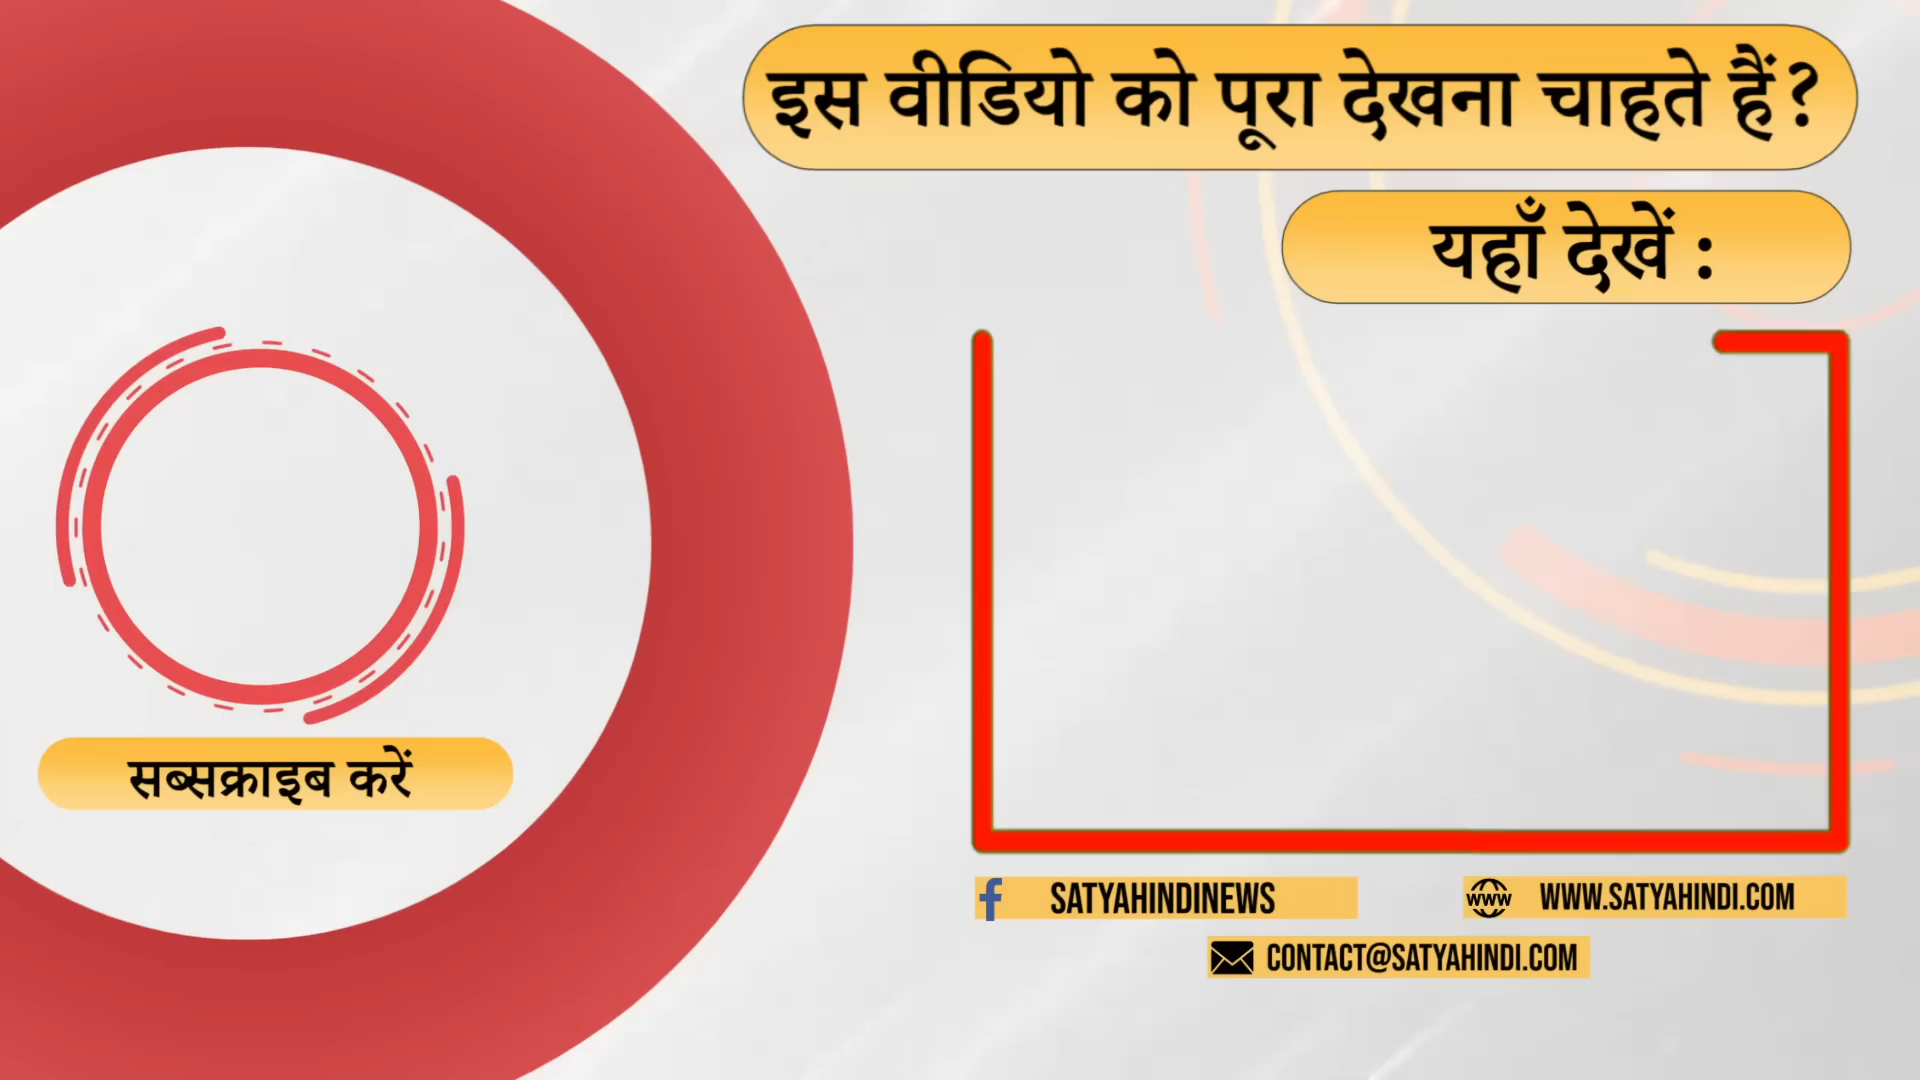 इस वीडियो को पूरा देखना चाहते हैं?
यहाँ देखें :
सब्सक्राइब करें
SATYAHINDINEWS
WWW.SATYAHINDI.COM
CONTACT@SATYAHINDI.COM